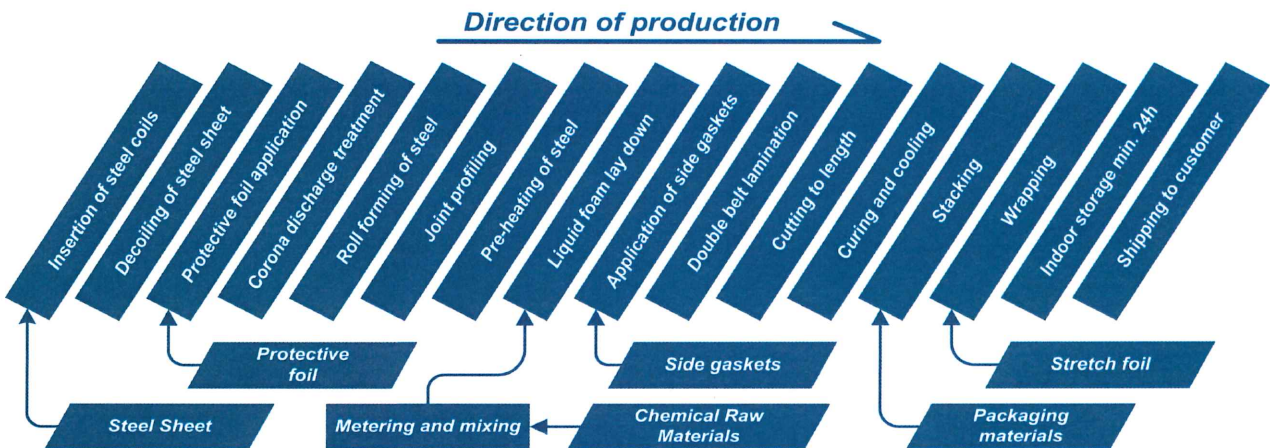 Direction of production
Insertion of steel coils
Decoiling of steel sheet
Protective foil application
Corona discharge treatment
Roll forming of steel
Joint profiling
Pre-heating of steel
Liquid foam lay down
Application of side gaskets
Double belt lamination
Cutting to length
Curing and cooling
Stacking
Wrapping
Indoor storage min. 24h
Shipping to customer
Protective
foil
Side gaskets
Stretch foil
Steel Sheet
Metering and mixing
Chemical Raw
Materials
Packaging
materials